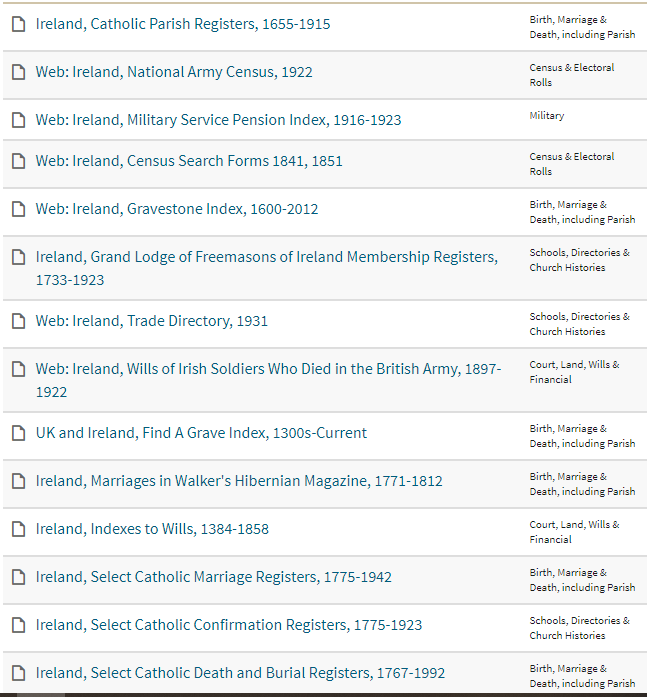 Ireland, Catholic Parish Registers, 1655-1915
Birth, Marriage &
Death, including Parish
Web: Ireland, National Army Census, 1922
Census & Electoral
Rolls
Web: Ireland, Military Service Pension Index, 1916-1923
Military
Web: Ireland, Census Search Forms 1841, 1851
Census & Electoral
Rolls
Web: Ireland, Gravestone Index, 1600-2012
Birth, Marriage &
Death, including Parish
Ireland, Grand Lodge of Freemasons of Ireland Membership Registers,
1733-1923
Schools, Directories &
Church Histories
Web: Ireland, Trade Directory, 1931
Schools, Directories &
Church Histories
Web: Ireland, Wills of Irish Soldiers Who Died in the British Army, 1897-
1922
Court, Land, Wills &
Financial
UK and Ireland, Find A Grave Index, 1300s-Current
Birth, Marriage &
Death, including Parish
Ireland, Marriages in Walker's Hibernian Magazine, 1771-1812
Birth, Marriage &
Death, including Parish
Ireland, Indexes to Wills, 1384-1858
Court, Land, Wills &
Financial
Ireland, Select Catholic Marriage Registers, 1775-1942
Birth, Marriage &
Death, including Parish
Ireland, Select Catholic Confirmation Registers, 1775-1923
Schools, Directories &
Church Histories
Ireland, Select Catholic Death and Burial Registers, 1767-1992
Birth, Marriage &
Death, including Parish